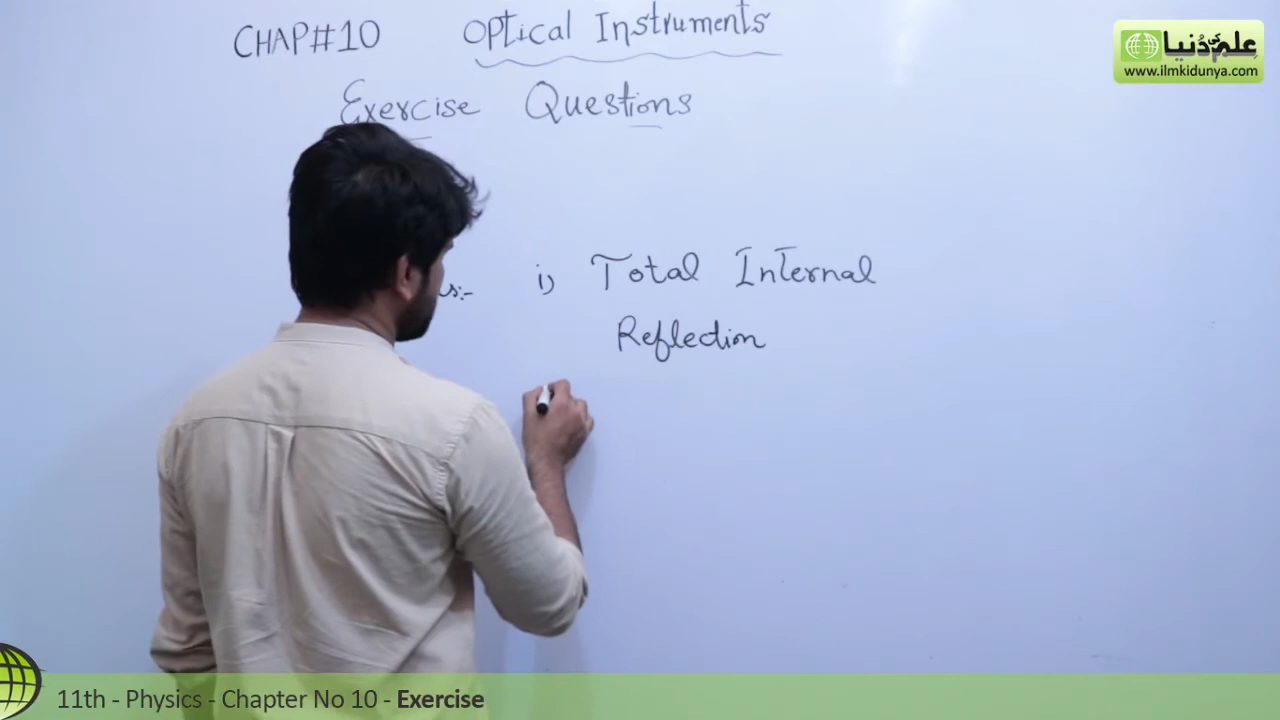 CHAP#10 Optical Instruments
علم کی دُنیا
www.ilmkidunya.com
Exercise Questions
i) Total Internal
Reflection
11th - Physics - Chapter No 10 - Exercise